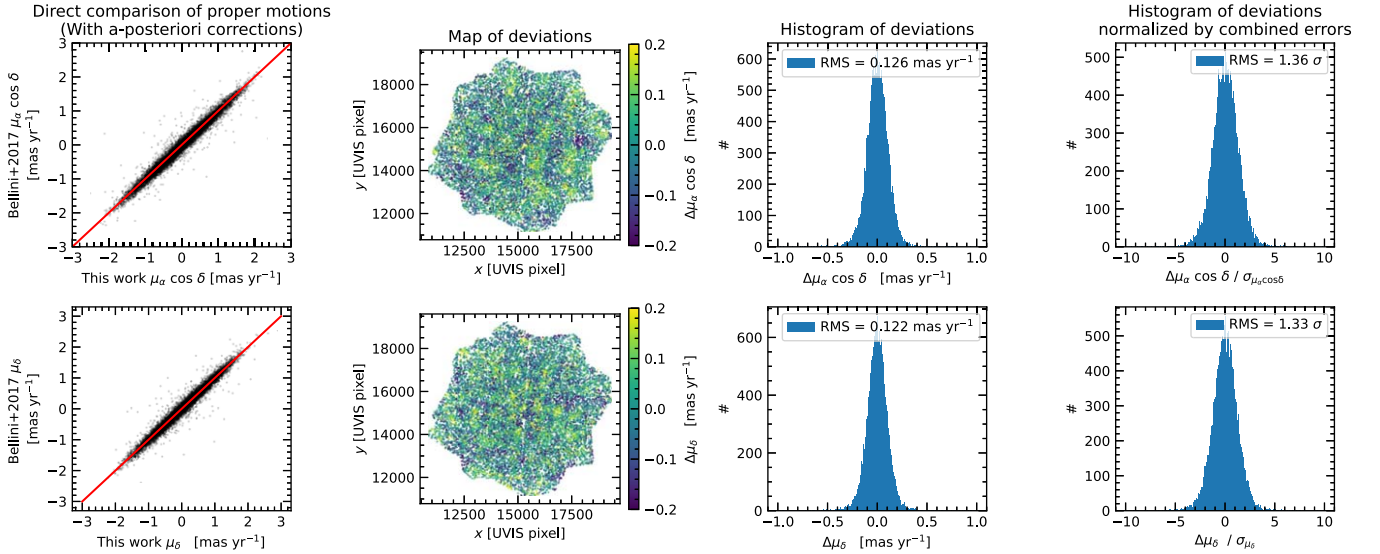 Direct comparison of proper motions
(With a-posteriori corrections)
3
2
1
0
−1
−2
−3
Bellini+2017 μα cos δ
[mas yr⁻¹]
−3 −2 −1 0 1 2 3
This work μα cos δ [mas yr⁻¹]
Map of deviations
18000
16000
14000
12000
y [UVIS pixel]
12500 15000 17500
x [UVIS pixel]
0.2
0.1
0.0
−0.1
−0.2
Δμα cos δ [mas yr⁻¹]
Histogram of deviations
RMS = 0.126 mas yr⁻¹
600
500
400
300
200
100
0
#
−1.0 −0.5 0.0 0.5 1.0
Δμα cos δ [mas yr⁻¹]
Histogram of deviations
normalized by combined errors
RMS = 1.36 σ
500
400
300
200
100
0
#
−10 −5 0 5 10
Δμα cos δ / σμα cosδ
3
2
1
0
−1
−2
−3
Bellini+2017 μδ
[mas yr⁻¹]
−3 −2 −1 0 1 2 3
This work μδ [mas yr⁻¹]
18000
16000
14000
12000
y [UVIS pixel]
12500 15000 17500
x [UVIS pixel]
0.2
0.1
0.0
−0.1
−0.2
Δμδ [mas yr⁻¹]
RMS = 0.122 mas yr⁻¹
600
400
200
0
#
−1.0 −0.5 0.0 0.5 1.0
Δμδ [mas yr⁻¹]
RMS = 1.33 σ
500
400
300
200
100
0
#
−10 −5 0 5 10
Δμδ / σμδ